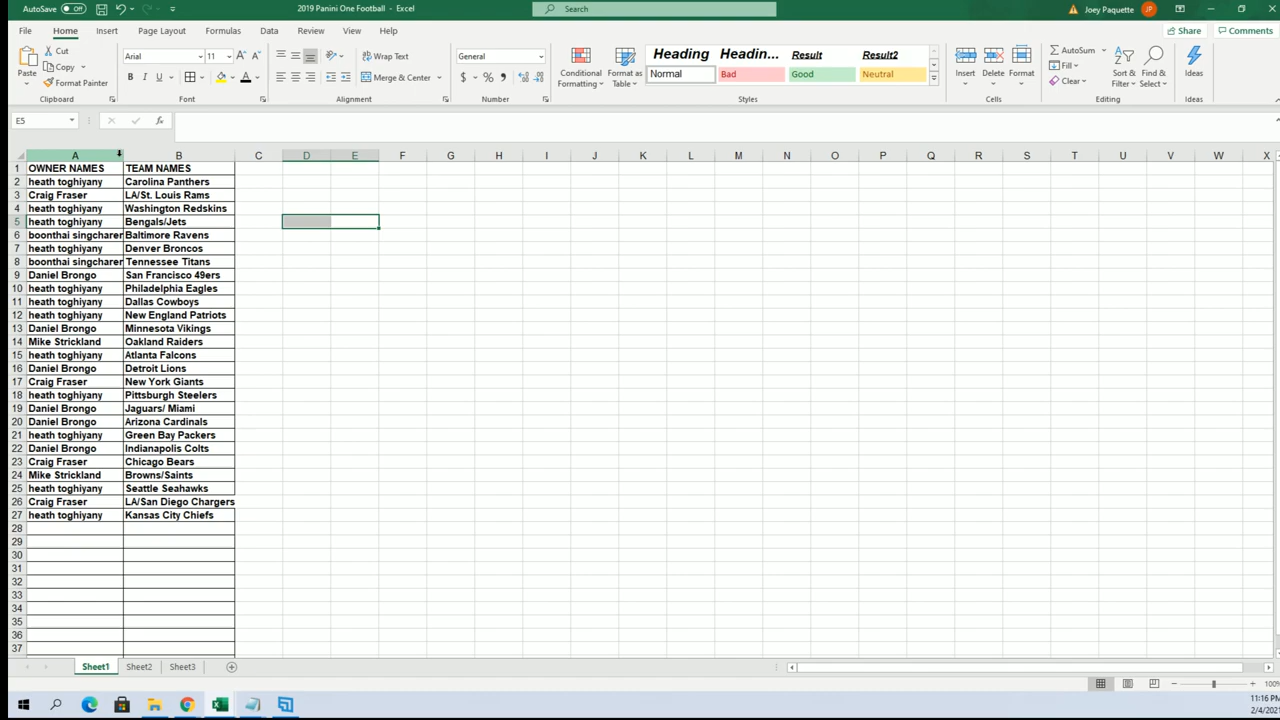 AutoSave Off 2019 Panini One Football - Excel Search Joey Paquette JP
File Home Insert Page Layout Formulas Data Review View Help Share Comments
Paste Cut Copy Format Painter
Arial 11 A A
B I U A
Wrap Text
Merge & Center
General
$ % ,
Conditional Formatting Format as Table
Heading Headin... Result Result2
Normal Bad Good Neutral
Insert Delete Format
AutoSum Fill Clear
Sort & Filter Find & Select Ideas
Clipboard Font Alignment Number Styles Cells Editing Ideas
E5 fx
A B C D E F G H I J K L M N O P Q R S T U V W X
1 OWNER NAMES TEAM NAMES
2 heath toghiyany Carolina Panthers
3 Craig Fraser LA/St. Louis Rams
4 heath toghiyany Washington Redskins
5 heath toghiyany Bengals/Jets
6 boonthai singcharer Baltimore Ravens
7 heath toghiyany Denver Broncos
8 boonthai singcharer Tennessee Titans
9 Daniel Brongo San Francisco 49ers
10 heath toghiyany Philadelphia Eagles
11 heath toghiyany Dallas Cowboys
12 heath toghiyany New England Patriots
13 Daniel Brongo Minnesota Vikings
14 Mike Strickland Oakland Raiders
15 heath toghiyany Atlanta Falcons
16 Daniel Brongo Detroit Lions
17 Craig Fraser New York Giants
18 heath toghiyany Pittsburgh Steelers
19 Daniel Brongo Jaguars/ Miami
20 Daniel Brongo Arizona Cardinals
21 heath toghiyany Green Bay Packers
22 Daniel Brongo Indianapolis Colts
23 Craig Fraser Chicago Bears
24 Mike Strickland Browns/Saints
25 heath toghiyany Seattle Seahawks
26 Craig Fraser LA/San Diego Chargers
27 heath toghiyany Kansas City Chiefs
28
29
30
31
32
33
34
35
36
37
Sheet1 Sheet2 Sheet3
100%
11:16 PM
2/4/2021